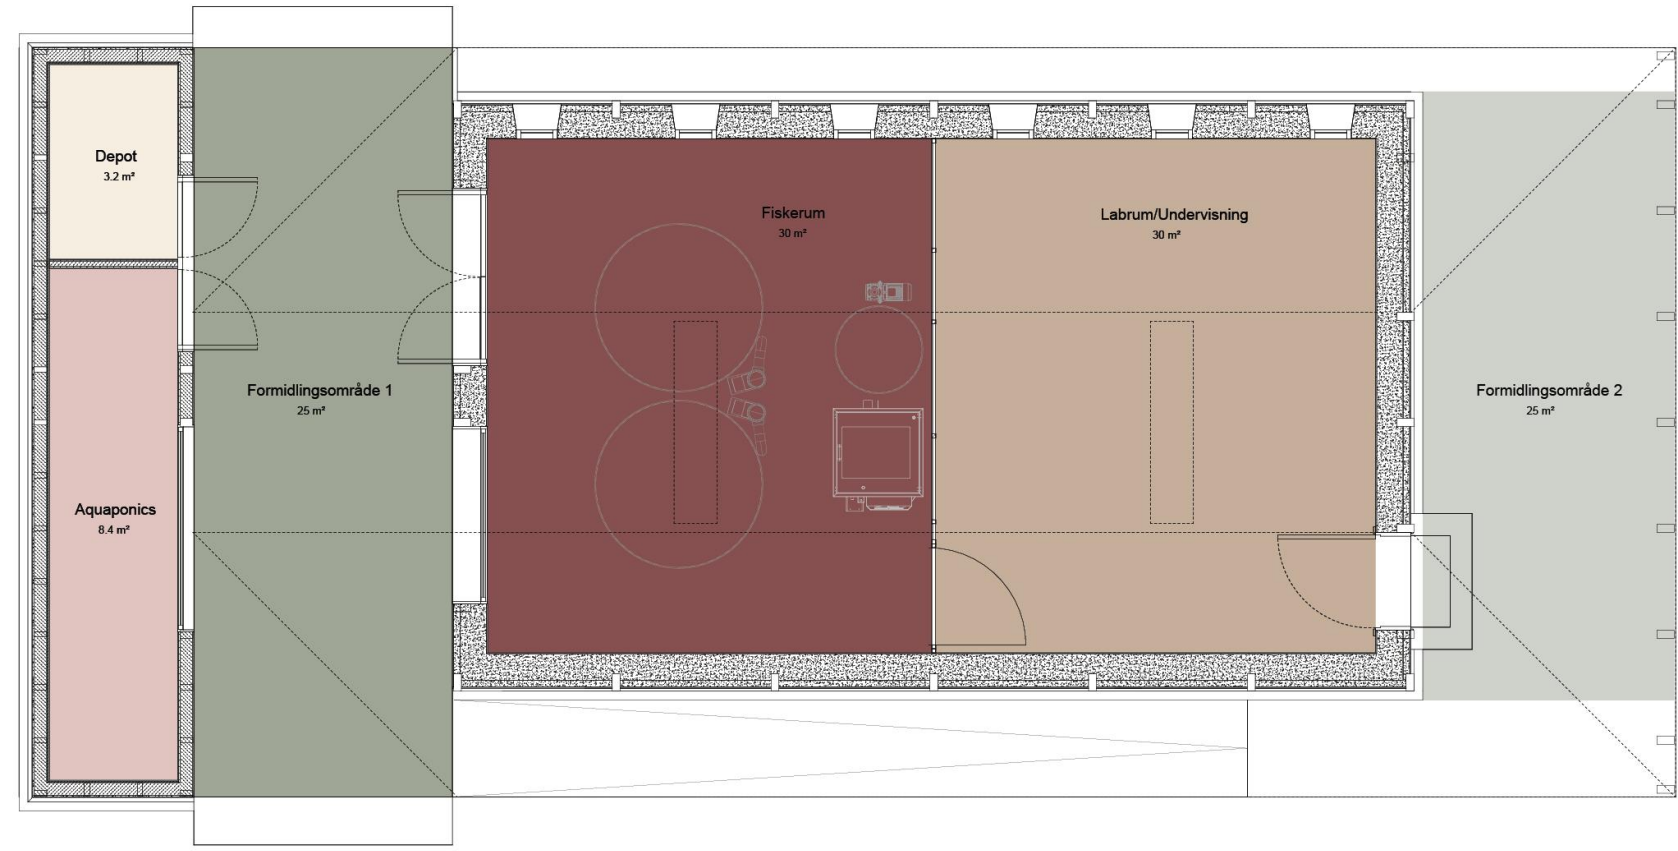 Depot
3.2 m²
Fiskerum
30 m²
Labrum/Undervisning
30 m²
Formidlingsområde 1
25 m²
Formidlingsområde 2
25 m²
Aquaponics
8.4 m²